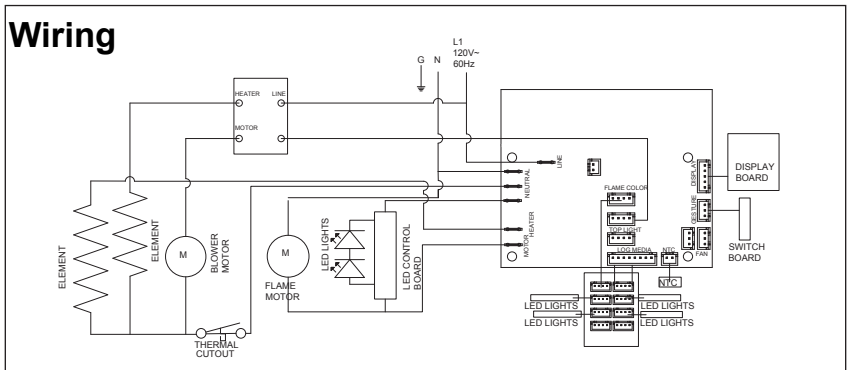 Wiring
L1
120V~
60Hz
G N
HEATER LINE
MOTOR
LINE
NEUTRAL
HEATER
MOTOR
FLAME COLOR
TOP LIGHT
LOG MEDIA
NTC
FAN
DISPLAY
GESTURE
DISPLAY
BOARD
SWITCH
BOARD
NTC
LED LIGHTS LED LIGHTS
LED LIGHTS LED LIGHTS
ELEMENT
ELEMENT
M
BLOWER
MOTOR
M
FLAME
MOTOR
LED LIGHTS
LED CONTROL
BOARD
THERMAL
CUTOUT